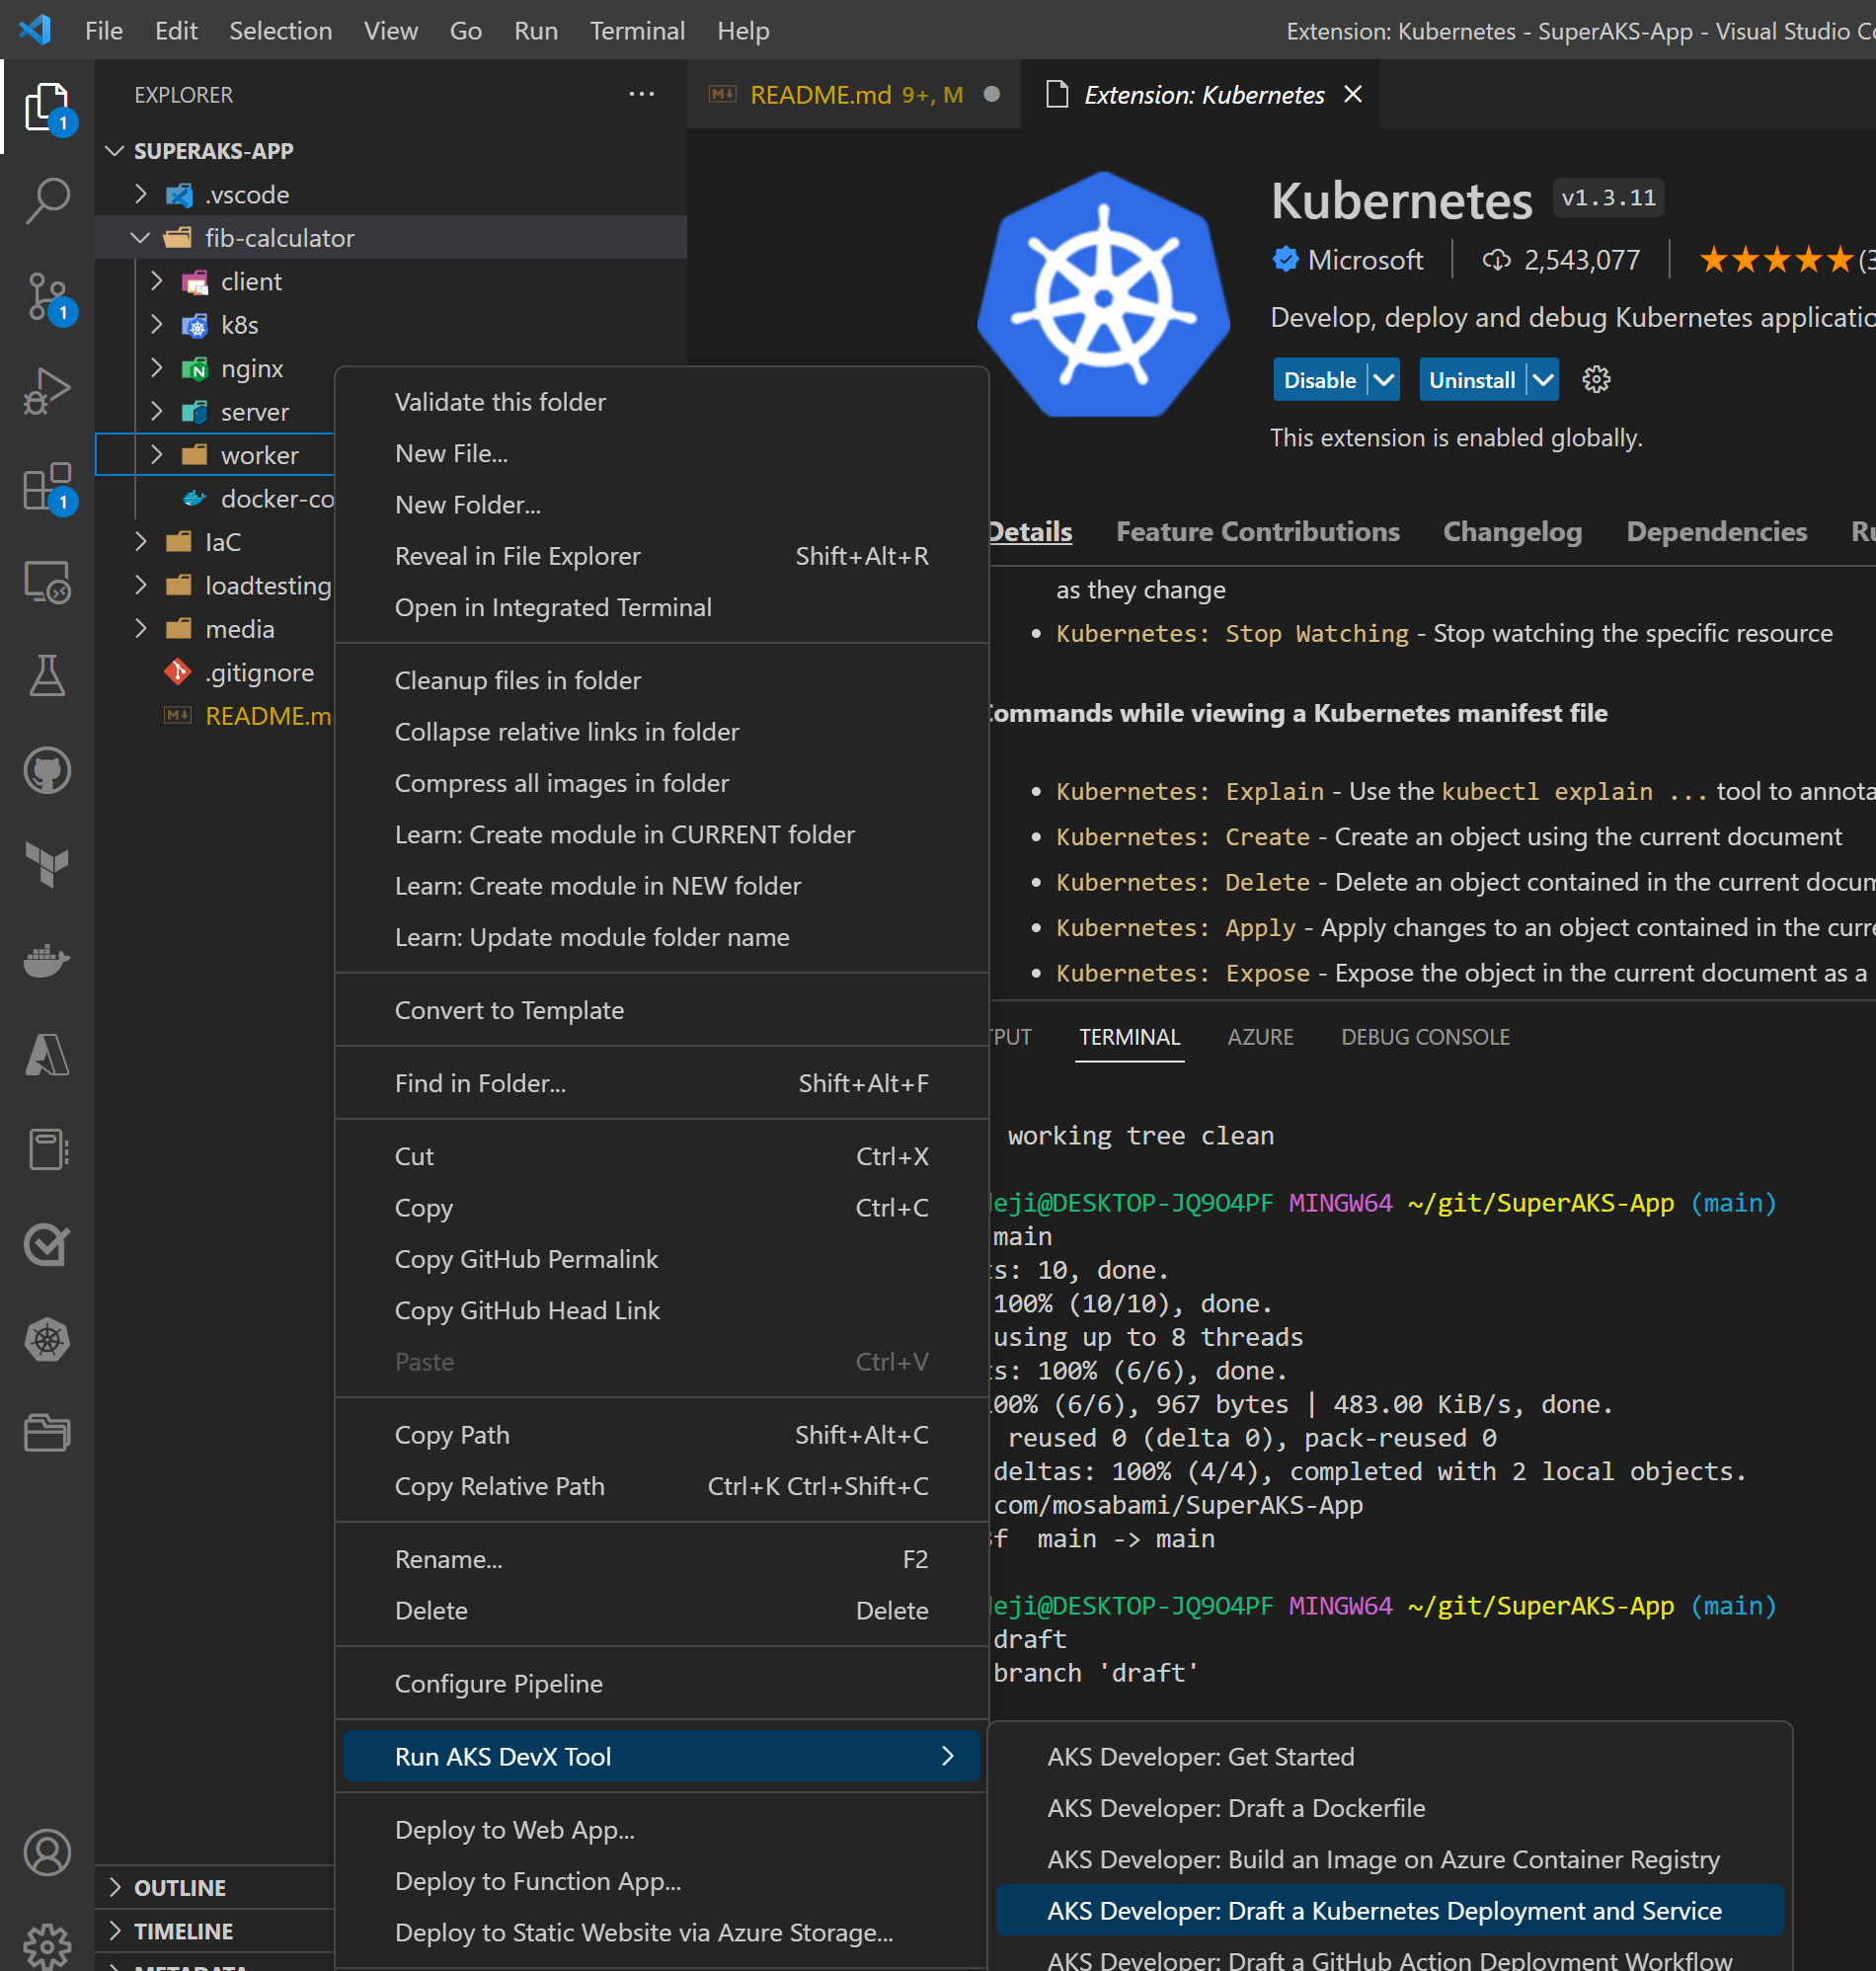 File Edit Selection View Go Run Terminal Help
Extension: Kubernetes - SuperAKS-App - Visual Studio
EXPLORER
SUPERAKS-APP
.vscode
fib-calculator
client
k8s
nginx
server
worker
docker-co
IaC
loadtesting
media
.gitignore
README.m
OUTLINE
TIMELINE
METADATA
1
1
1
README.md 9+, M
Extension: Kubernetes
Kubernetes v1.3.11
Microsoft 2,543,077
Develop, deploy and debug Kubernetes
Disable Uninstall
This extension is enabled globally.
Details Feature Contributions Changelog Dependencies
as they change
Kubernetes: Stop Watching - Stop watching the specific resource
Commands while viewing a Kubernetes manifest file
Kubernetes: Explain - Use the kubectl explain ... tool to
Kubernetes: Create - Create an object using the current document
Kubernetes: Delete - Delete an object contained in the current
Kubernetes: Apply - Apply changes to an object contained in the
Kubernetes: Expose - Expose the object in the current document as a
PUT TERMINAL AZURE DEBUG CONSOLE
working tree clean
eji@DESKTOP-JQ9O4PF MINGW64 ~/git/SuperAKS-App (main)
main
s: 10, done.
100% (10/10), done.
using up to 8 threads
s: 100% (6/6), done.
00% (6/6), 967 bytes | 483.00 KiB/s, done.
reused 0 (delta 0), pack-reused 0
deltas: 100% (4/4), completed with 2 local objects.
com/mosabami/SuperAKS-App
f main -> main
eji@DESKTOP-JQ9O4PF MINGW64 ~/git/SuperAKS-App (main)
draft
branch 'draft'
Validate this folder
New File...
New Folder...
Reveal in File Explorer Shift+Alt+R
Open in Integrated Terminal
Cleanup files in folder
Collapse relative links in folder
Compress all images in folder
Learn: Create module in CURRENT folder
Learn: Create module in NEW folder
Learn: Update module folder name
Convert to Template
Find in Folder... Shift+Alt+F
Cut Ctrl+X
Copy Ctrl+C
Copy GitHub Permalink
Copy GitHub Head Link
Paste Ctrl+V
Copy Path Shift+Alt+C
Copy Relative Path Ctrl+K Ctrl+Shift+C
Rename... F2
Delete Delete
Configure Pipeline
Run AKS DevX Tool
Deploy to Web App...
Deploy to Function App...
Deploy to Static Website via Azure Storage...
AKS Developer: Get Started
AKS Developer: Draft a Dockerfile
AKS Developer: Build an Image on Azure Container Registry
AKS Developer: Draft a Kubernetes Deployment and Service
AKS Developer: Draft a GitHub Action Deployment Workflow